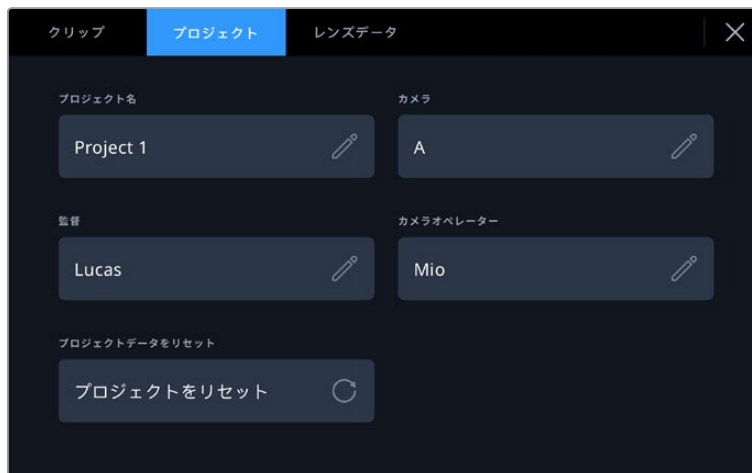 クリップ プロジェクト レンズデータ
プロジェクト名 カメラ
Project 1 A
監督 カメラオペレーター
Lucas Mio
プロジェクトデータをリセット
プロジェクトをリセット